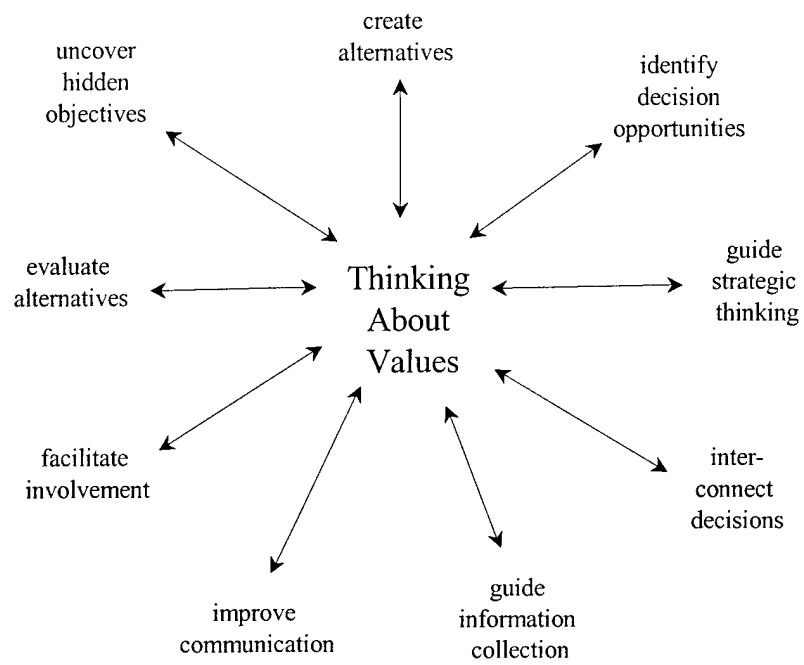 create
alternatives
uncover
hidden
objectives
identify
decision
opportunities
evaluate
alternatives
Thinking
About
Values
guide
strategic
thinking
facilitate
involvement
inter-
connect
decisions
improve
communication
guide
information
collection